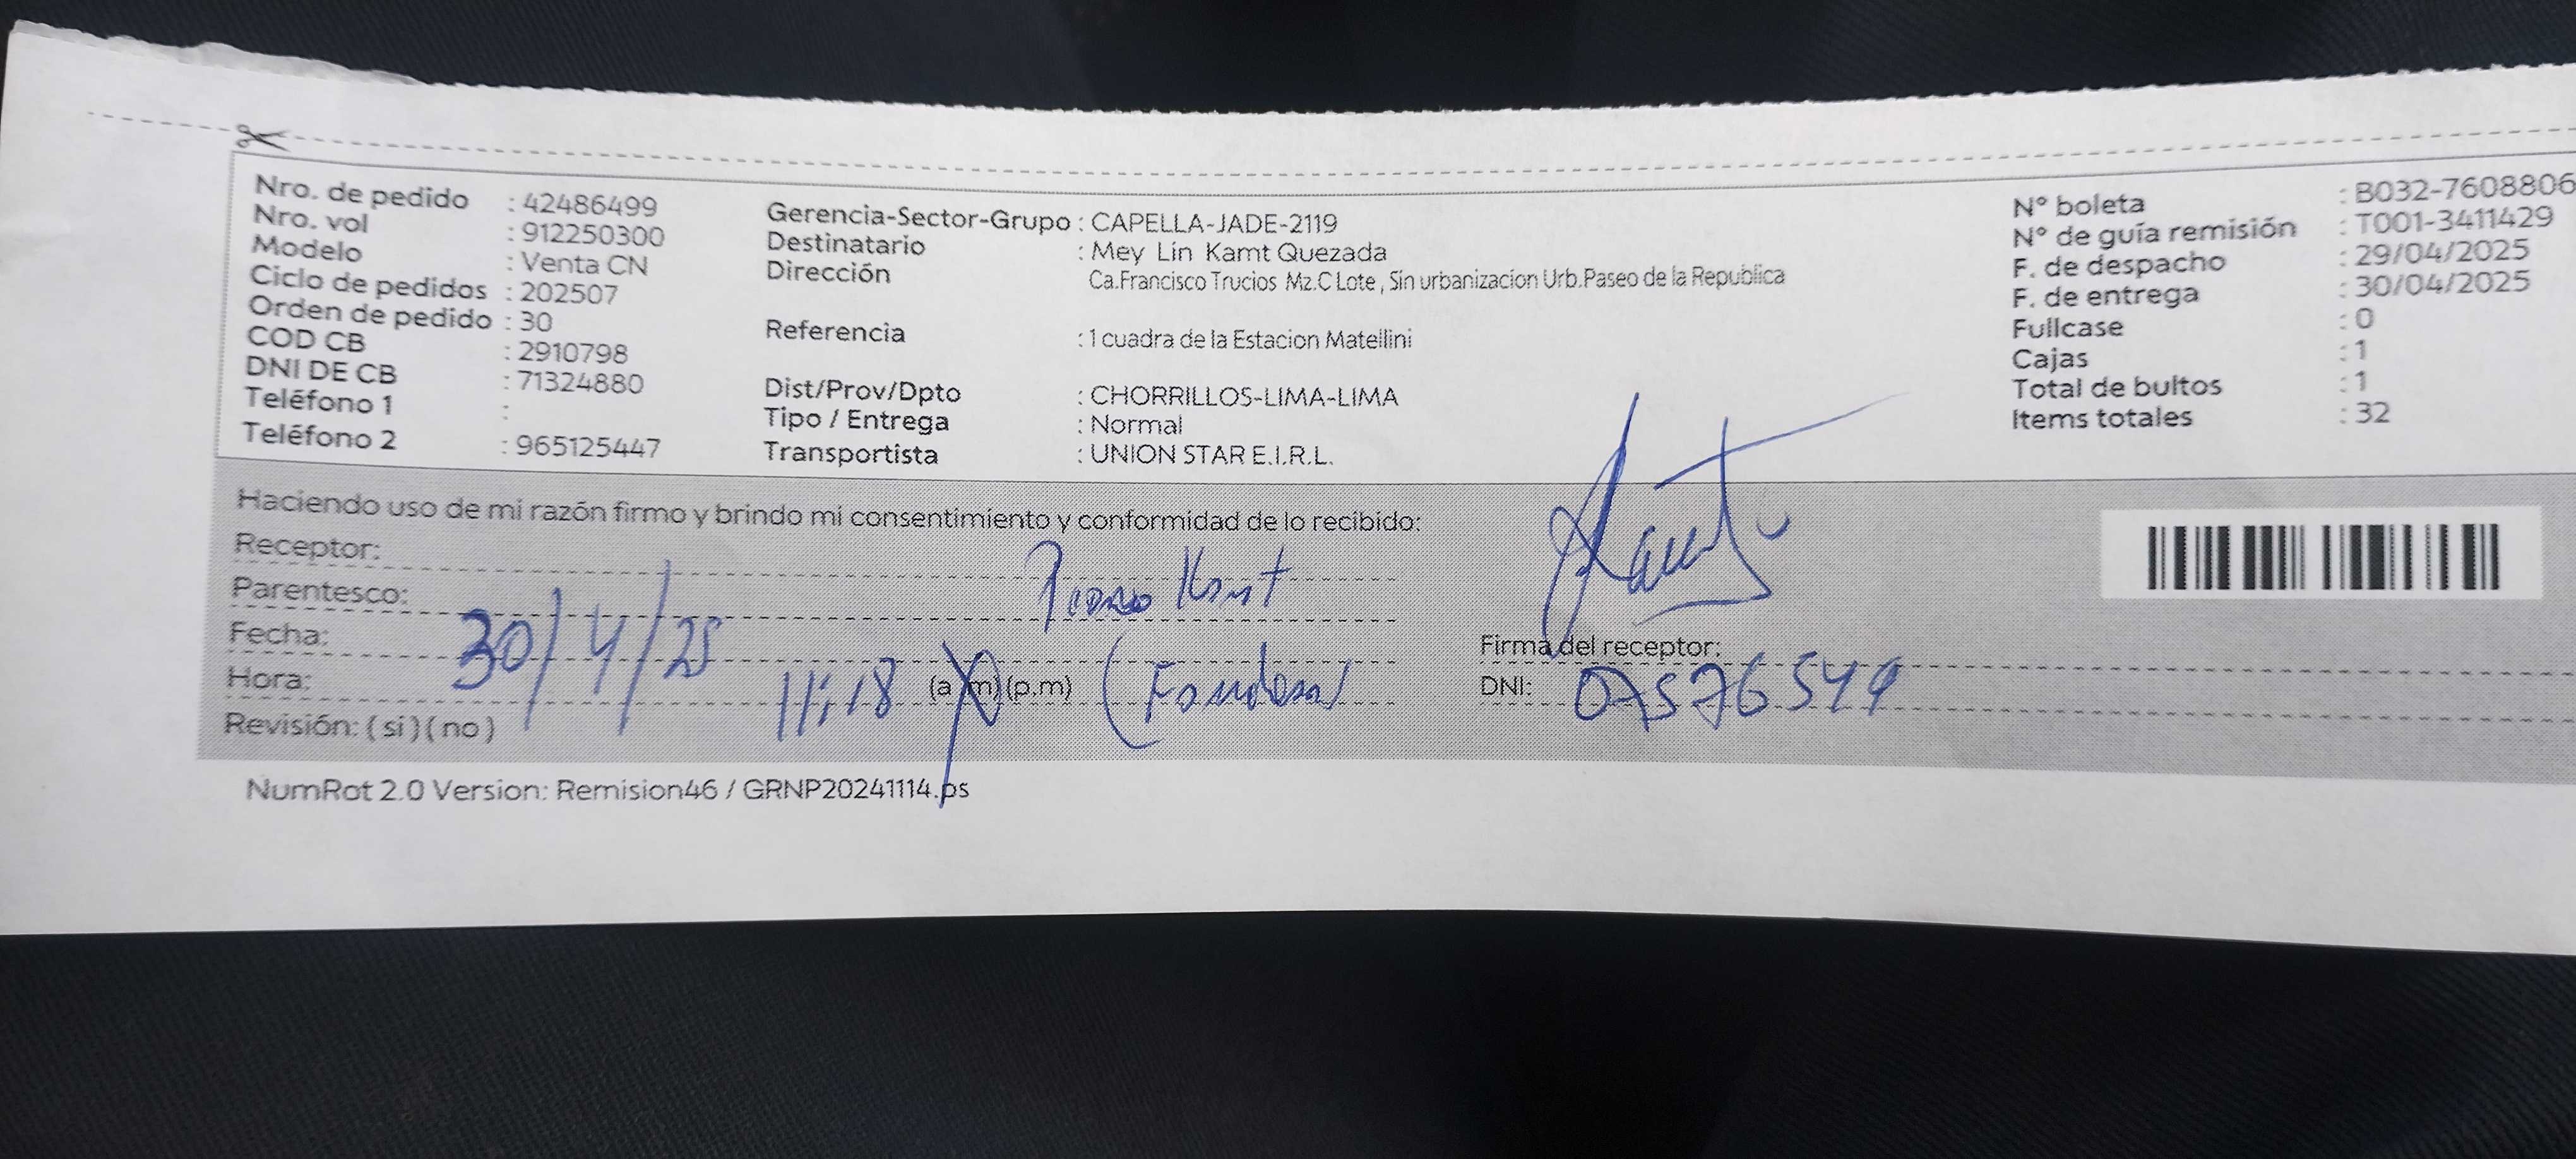 Nro. de pedido : 42486499
Nro. vol : 912250300
Modelo : Venta CN
Ciclo de pedidos : 202507
Orden de pedido : 30
COD CB : 2910798
DNI DE CB : 71324880
Teléfono 1 :
Teléfono 2 : 965125447
Gerencia-Sector-Grupo : CAPELLA-JADE-2119
Destinatario : Mey Lin Kamt Quezada
Dirección Ca.Francisco Trucios Mz.C Lote , Sin urbanizacion Urb.Paseo de la Republica
Referencia : 1 cuadra de la Estacion Matellini
Dist/Prov/Dpto : CHORRILLOS-LIMA-LIMA
Tipo / Entrega : Normal
Transportista : UNION STAR E.I.R.L.
N° boleta : B032-7608806
N° de guía remisión : T001-3411429
F. de despacho : 29/04/2025
F. de entrega : 30/04/2025
Fullcase : 0
Cajas : 1
Total de bultos : 1
Items totales : 32
Haciendo uso de mi razón firmo y brindo mi consentimiento y conformidad de lo recibido:
Receptor:
Parentesco: Kamt
Fecha: 30/4/25
Hora: 11:18 (a.m) (p.m)
Revisión: (si) (no)
Firma del receptor:
DNI: 07576549
NumRot 2.0 Version: Remision46 / GRNP20241114.ps